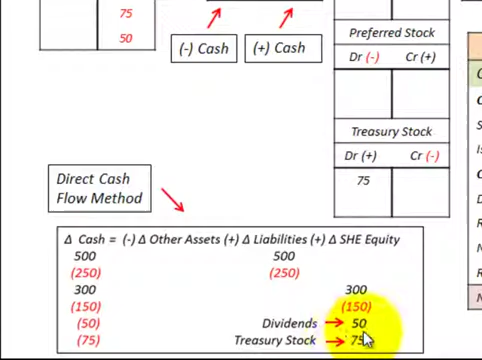 75
50
(-) Cash
(+) Cash
Preferred Stock
Dr (-) Cr (+)
Treasury Stock
Dr (+) Cr (-)
75
Direct Cash
Flow Method
Δ Cash = (-) Δ Other Assets (+) Δ Liabilities (+) Δ SHE Equity
500 500
(250) (250)
300 300
(150) (150)
(50) Dividends 50
(75) Treasury Stock 75